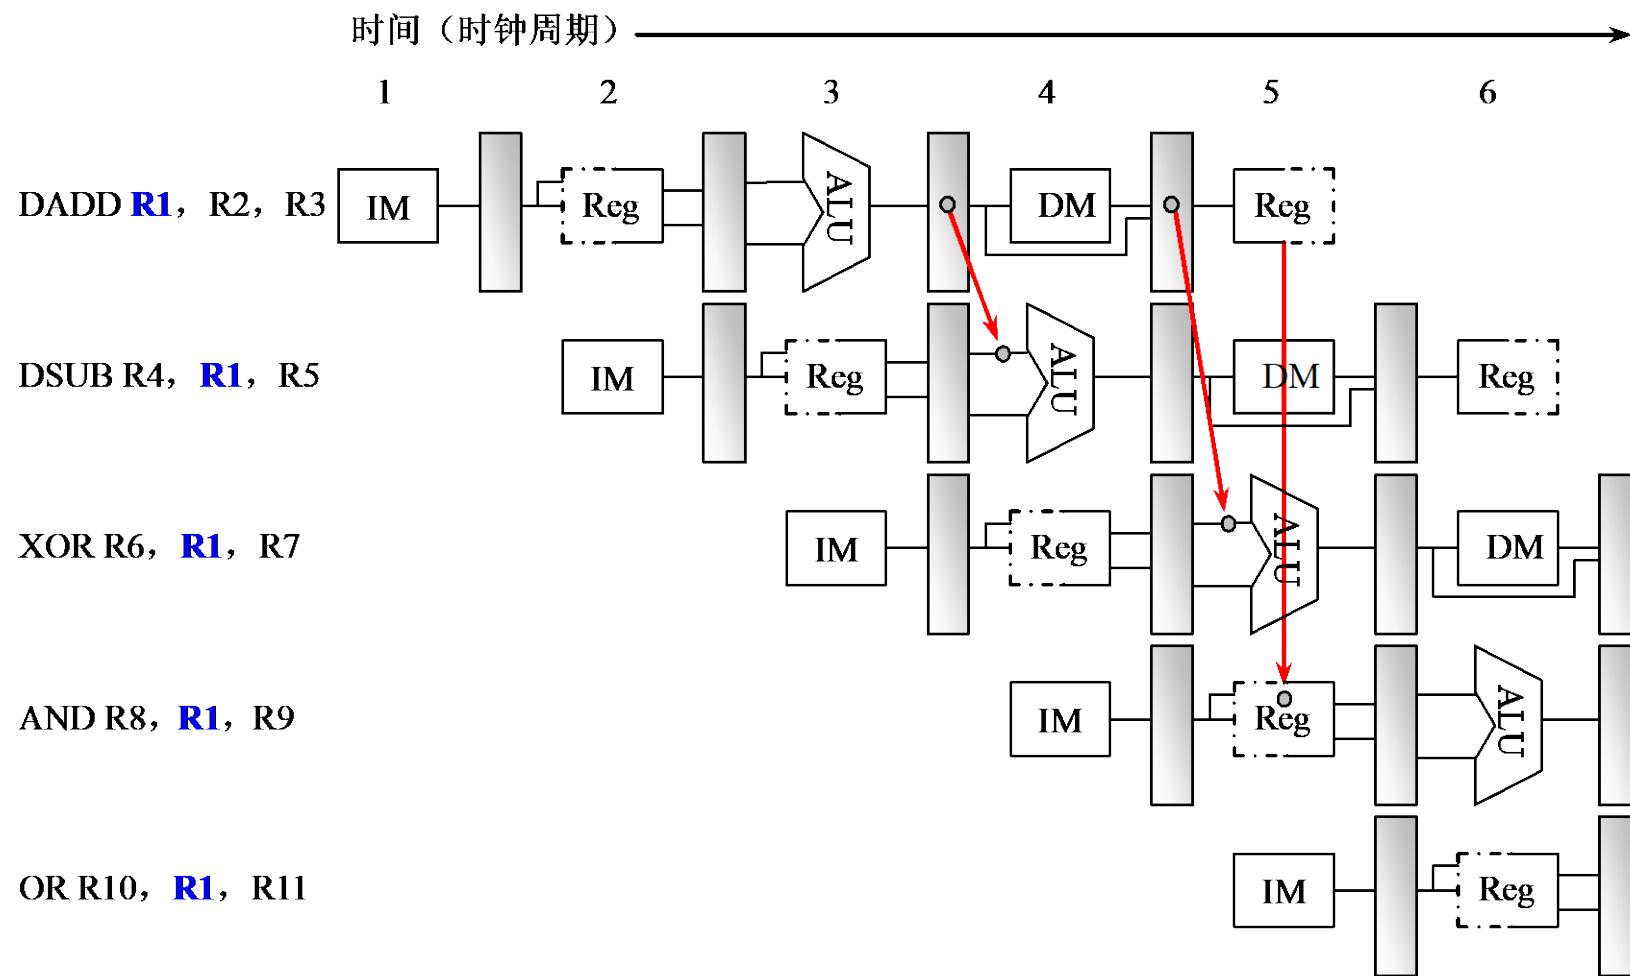 时间（时钟周期）
1 2 3 4 5 6
DADD R1， R2， R3 IM Reg ALU DM Reg
DSUB R4， R1， R5 IM Reg ALU DM Reg
XOR R6， R1， R7 IM Reg ALU DM
AND R8， R1， R9 IM Reg ALU
OR R10， R1， R11 IM Reg